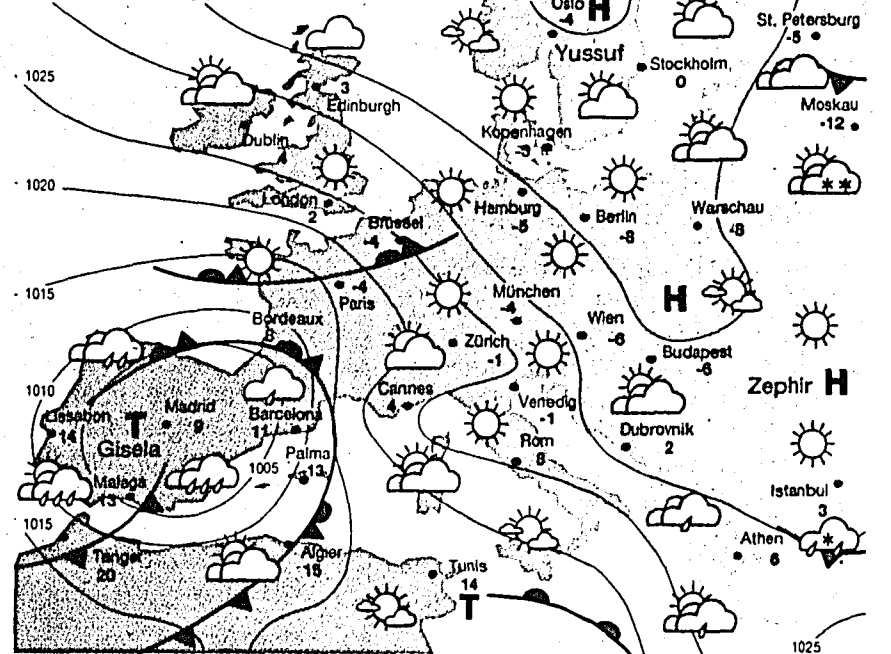 Oslo
-4
H
Yussuf
St. Petersburg
-5
Stockholm
0
1025
3
Edinburgh
Moskau
-12
Kopenhagen
-3
Dublin
4
1020
London
2
Brüssel
-4
Hamburg
-5
Berlin
-8
Warschau
-8
1015
-4
Paris
München
-4
H
Bordeaux
8
Wien
-6
Zürich
-1
Budapest
-6
1010
Zephir H
Cannes
4
Lissabon
14
T
Gisela
Madrid
9
Barcelona
11
Venedig
-1
Rom
8
Dubrovnik
2
1005
Palma
13
Malaga
13
Istanbul
3
1015
Tanger
20
Algier
15
Athen
6
Tunis
14
T
1025